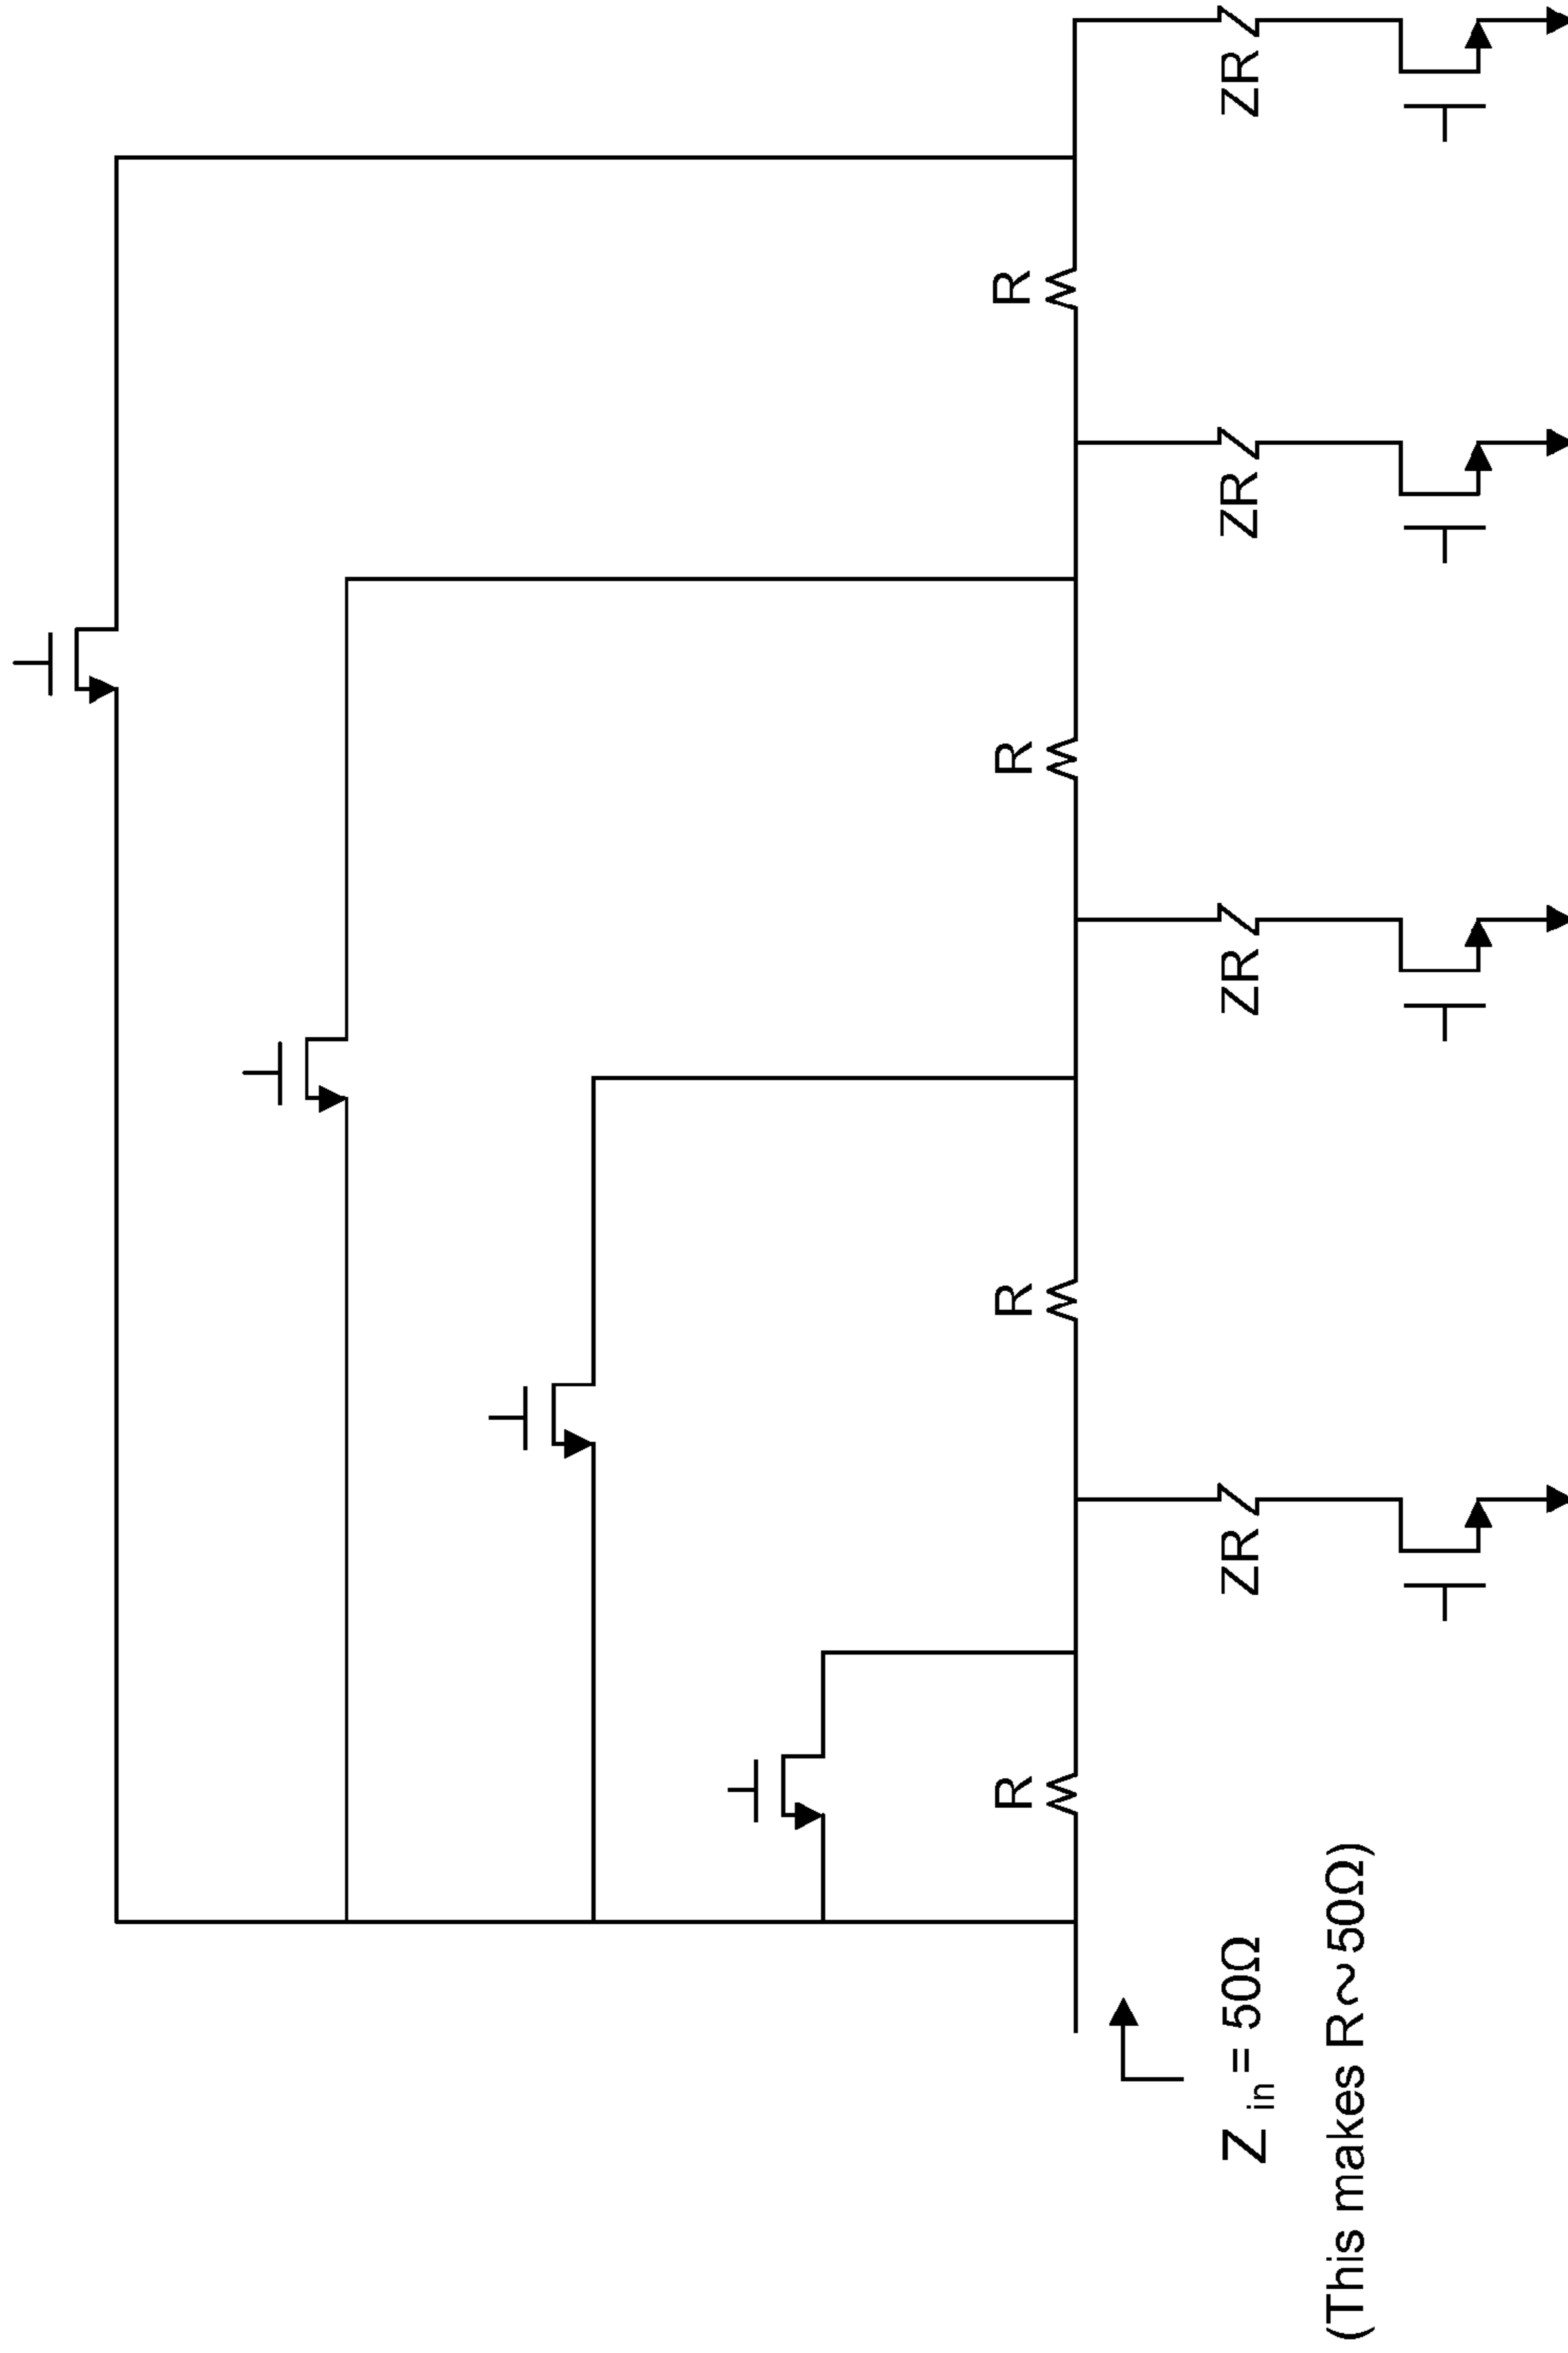 R
R
R
R
ZR
ZR
ZR
ZR
Z in = 50Ω
(This makes R~50Ω)